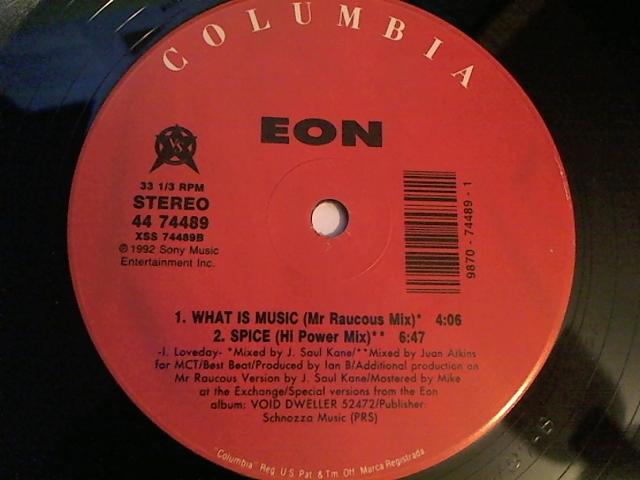 COLUMBIA
EON
VS
33 1/3 RPM
STEREO
44 74489
XSS 74489B
℗ 1992 Sony Music
Entertainment Inc.
9870 - 74489 - 1
1. WHAT IS MUSIC (Mr Raucous Mix)* 4:06
2. SPICE (Hi Power Mix)** 6:47
-I. Loveday- *Mixed by J. Saul Kane/**Mixed by Juan Atkins
for MCT/Best Beat/Produced by Ian B/Additional production on
Mr Raucous Version by J. Saul Kane/Mastered by Mike
at the Exchange/Special versions from the Eon
album: VOID DWELLER 52472/Publisher:
Schnozza Music (PRS)
"Columbia" Reg. U.S. Pat. & Tm. Off. Marca Registrada.